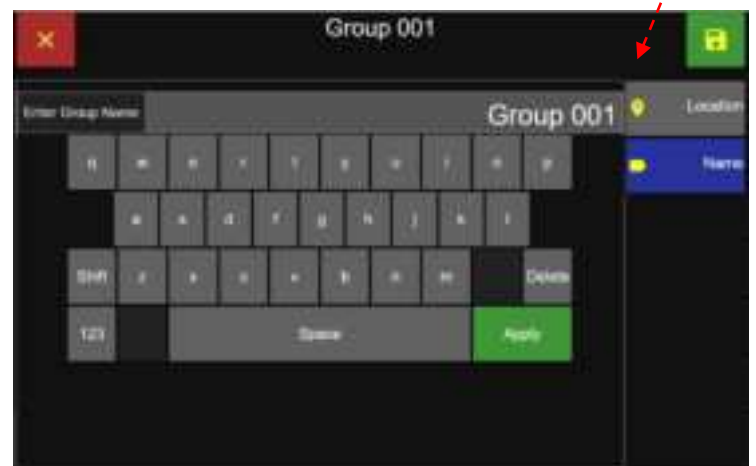 Group 001
Enter Group Name
Group 001
Location
Name
q w e r t y u i o p
a s d f g h j k l
Shift z x c v b n m Delete
123 Space Apply